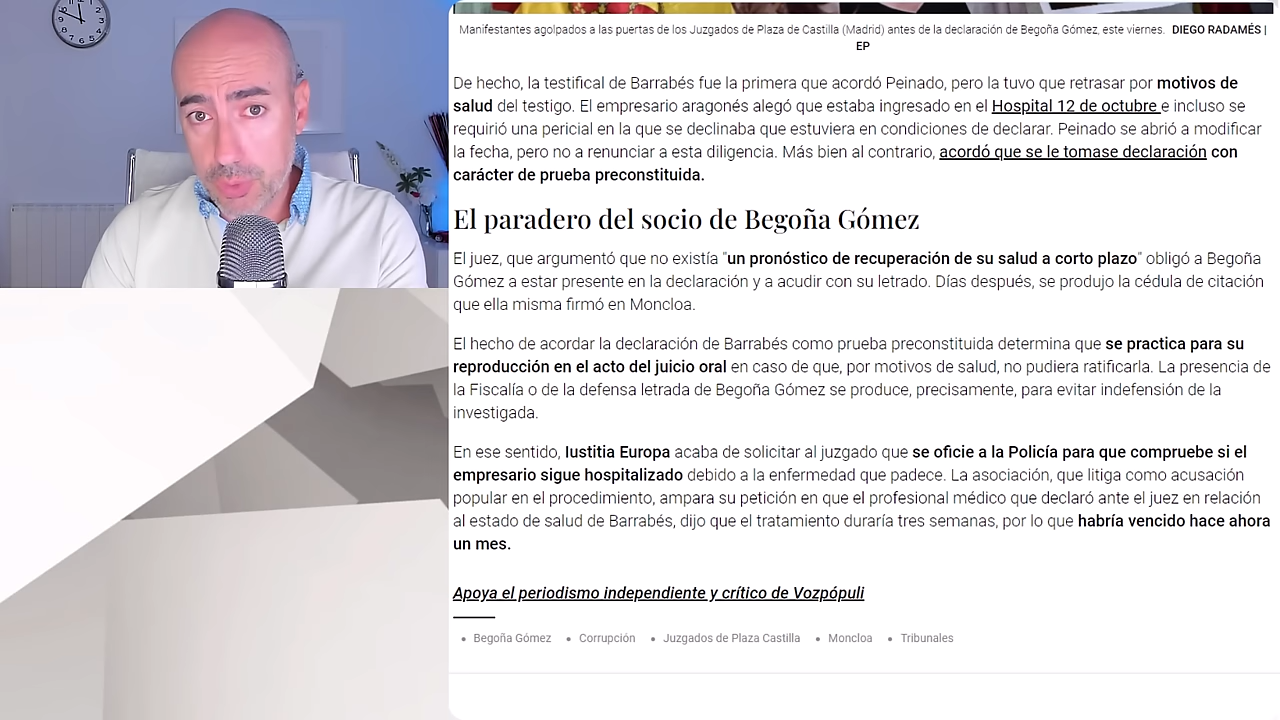 Manifestantes agolpados a las puertas de los Juzgados de Plaza de Castilla (Madrid) antes de la declaración de Begoña Gómez, este viernes. DIEGO RADAMÉS |
EP
De hecho, la testifical de Barrabés fue la primera que acordó Peinado, pero la tuvo que retrasar por motivos de
salud del testigo. El empresario aragonés alegó que estaba ingresado en el Hospital 12 de octubre e incluso se
requirió una pericial en la que se declinaba que estuviera en condiciones de declarar. Peinado se abrió a modificar
la fecha, pero no a renunciar a esta diligencia. Más bien al contrario, acordó que se le tomase declaración con
carácter de prueba preconstituida.
El paradero del socio de Begoña Gómez
El juez, que argumentó que no existía "un pronóstico de recuperación de su salud a corto plazo" obligó a Begoña
Gómez a estar presente en la declaración y a acudir con su letrado. Días después, se produjo la cédula de citación
que ella misma firmó en Moncloa.
El hecho de acordar la declaración de Barrabés como prueba preconstituida determina que se practica para su
reproducción en el acto del juicio oral en caso de que, por motivos de salud, no pudiera ratificarla. La presencia de
la Fiscalía o de la defensa letrada de Begoña Gómez se produce, precisamente, para evitar indefensión de la
investigada.
En ese sentido, Iustitia Europa acaba de solicitar al juzgado que se oficie a la Policía para que compruebe si el
empresario sigue hospitalizado debido a la enfermedad que padece. La asociación, que litiga como acusación
popular en el procedimiento, ampara su petición en que el profesional médico que declaró ante el juez en relación
al estado de salud de Barrabés, dijo que el tratamiento duraría tres semanas, por lo que habría vencido hace ahora
un mes.
Apoya el periodismo independiente y crítico de Vozpópuli
• Begoña Gómez • Corrupción • Juzgados de Plaza Castilla • Moncloa • Tribunales